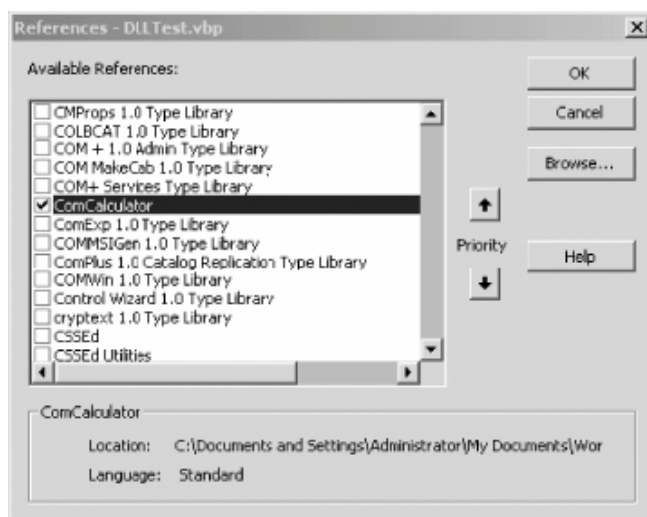 References - DLLTest.vbp
Available References:
OK
Cancel
Browse...
Help
CMProps 1.0 Type Library
COLBCAT 1.0 Type Library
COM + 1.0 Admin Type Library
COM MakeCab 1.0 Type Library
COM+ Services Type Library
ComCalculator
ComExp 1.0 Type Library
COMMSIGen 1.0 Type Library
ComPlus 1.0 Catalog Replication Type Library
COMWin 1.0 Type Library
Control Wizard 1.0 Type Library
cryptext 1.0 Type Library
CSSEd
CSSEd Utilities
Priority
ComCalculator
Location: C:\Documents and Settings\Administrator\My Documents\Wor
Language: Standard